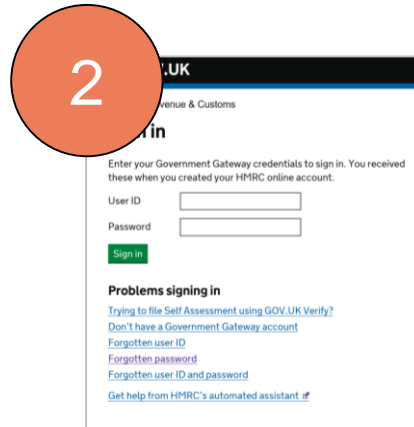 2
.UK
venue & Customs
in
Enter your Government Gateway credentials to sign in. You received
these when you created your HMRC online account.
User ID
Password
Sign in
Problems signing in
Trying to file Self Assessment using GOV.UK Verify?
Don't have a Government Gateway account
Forgotten user ID
Forgotten password
Forgotten user ID and password
Get help from HMRC's automated assistant